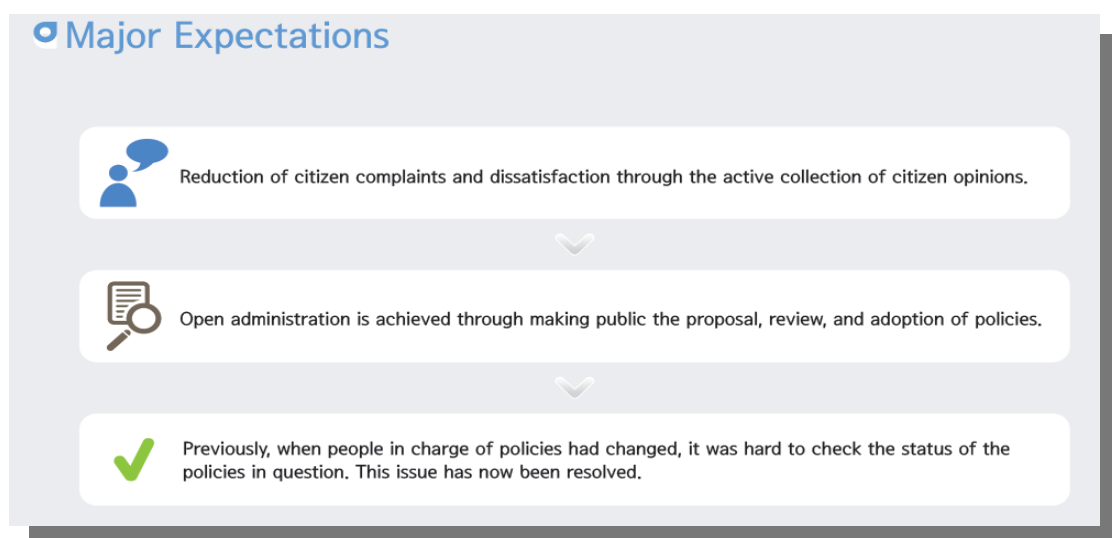 Major Expectations
Reduction of citizen complaints and dissatisfaction through the active collection of citizen opinions.
Open administration is achieved through making public the proposal, review, and adoption of policies.
Previously, when people in charge of policies had changed, it was hard to check the status of the
policies in question. This issue has now been resolved.